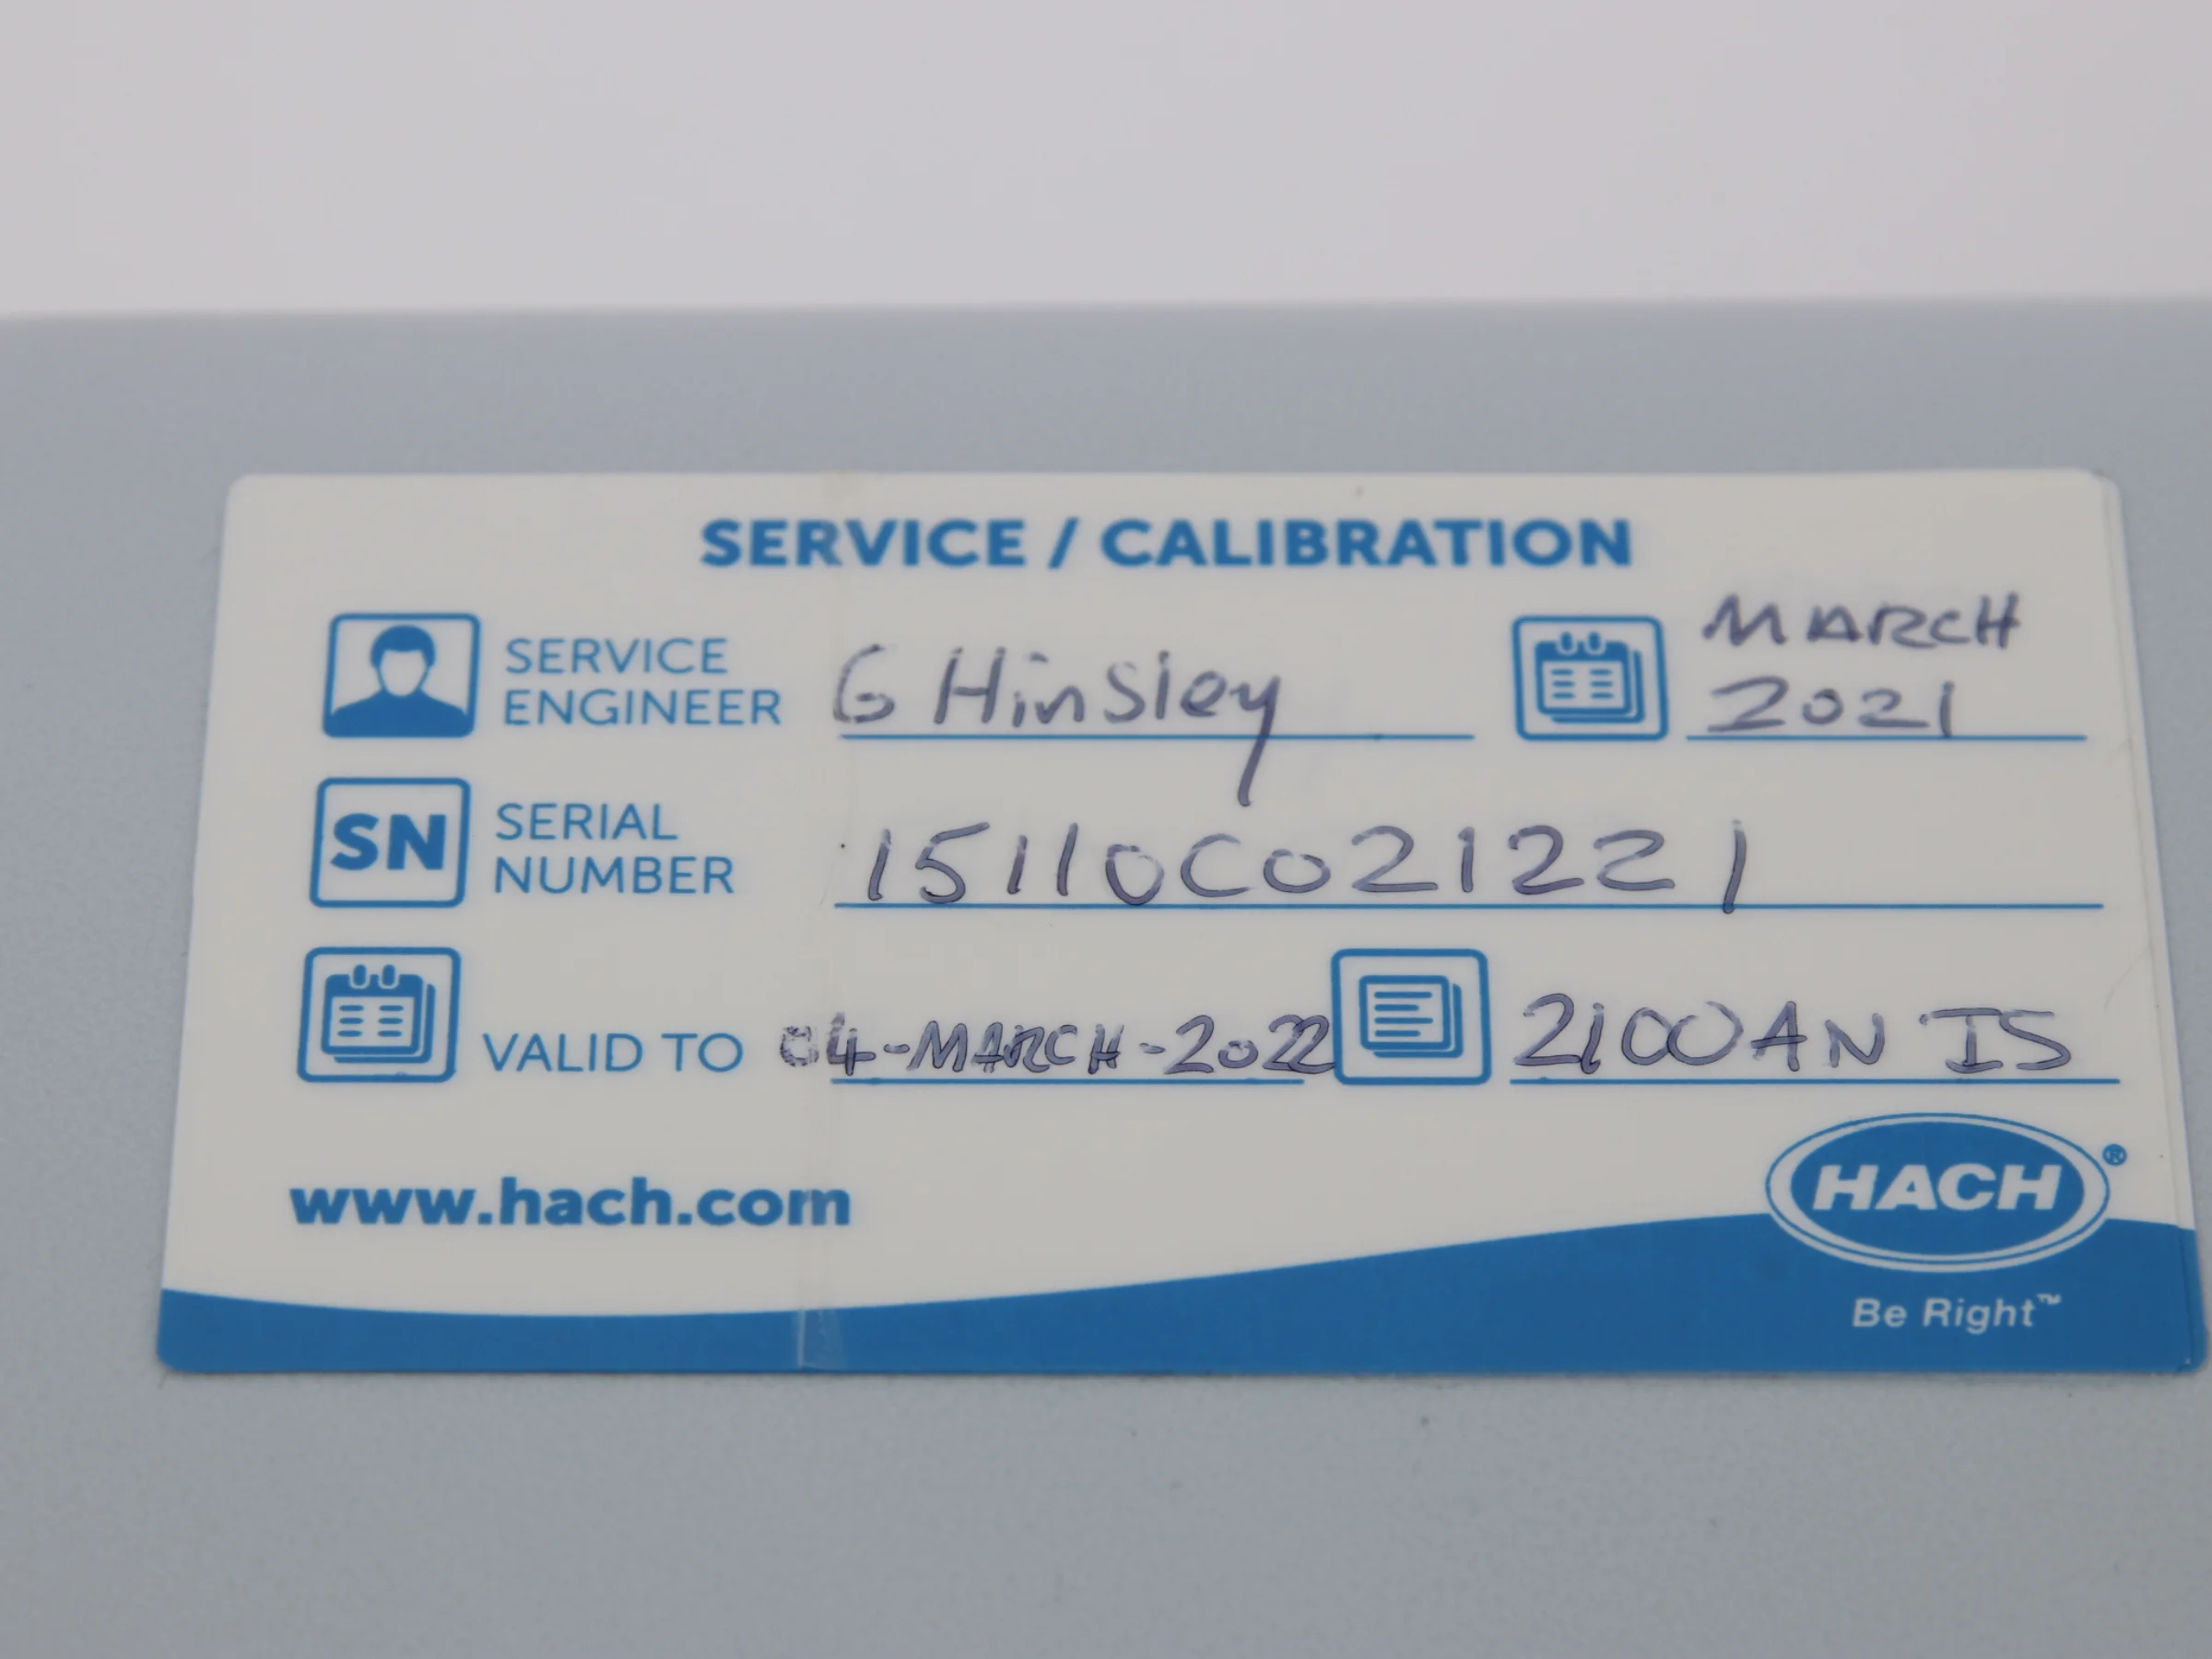 SERVICE / CALIBRATION
SERVICE
ENGINEER
G Hinsley
MARCH
2021
SN
SERIAL
NUMBER
15110C021221
VALID TO
04-MARCH-2022
2100AN IS
www.hach.com
HACH®
Be Right™